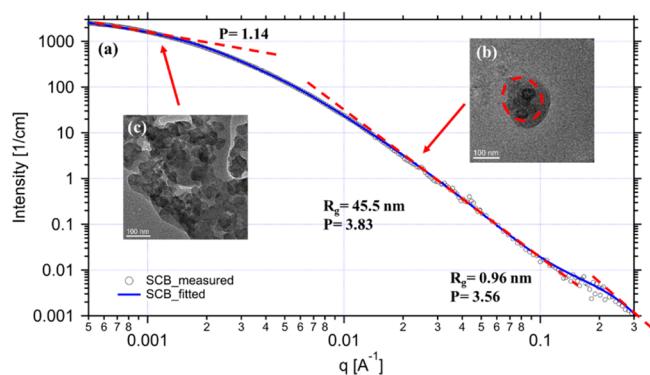 (a)
P= 1.14
(b)
100 nm
(c)
100 nm
R_g= 45.5 nm
P= 3.83
R_g= 0.96 nm
P= 3.56
SCB_measured
SCB_fitted
Intensity [1/cm]
1000
100
10
1
0.1
0.01
0.001
5 6 7 8 0.001 2 3 4 5 6 7 8 0.01 2 3 4 5 6 7 8 0.1 2 3
q [A⁻¹]